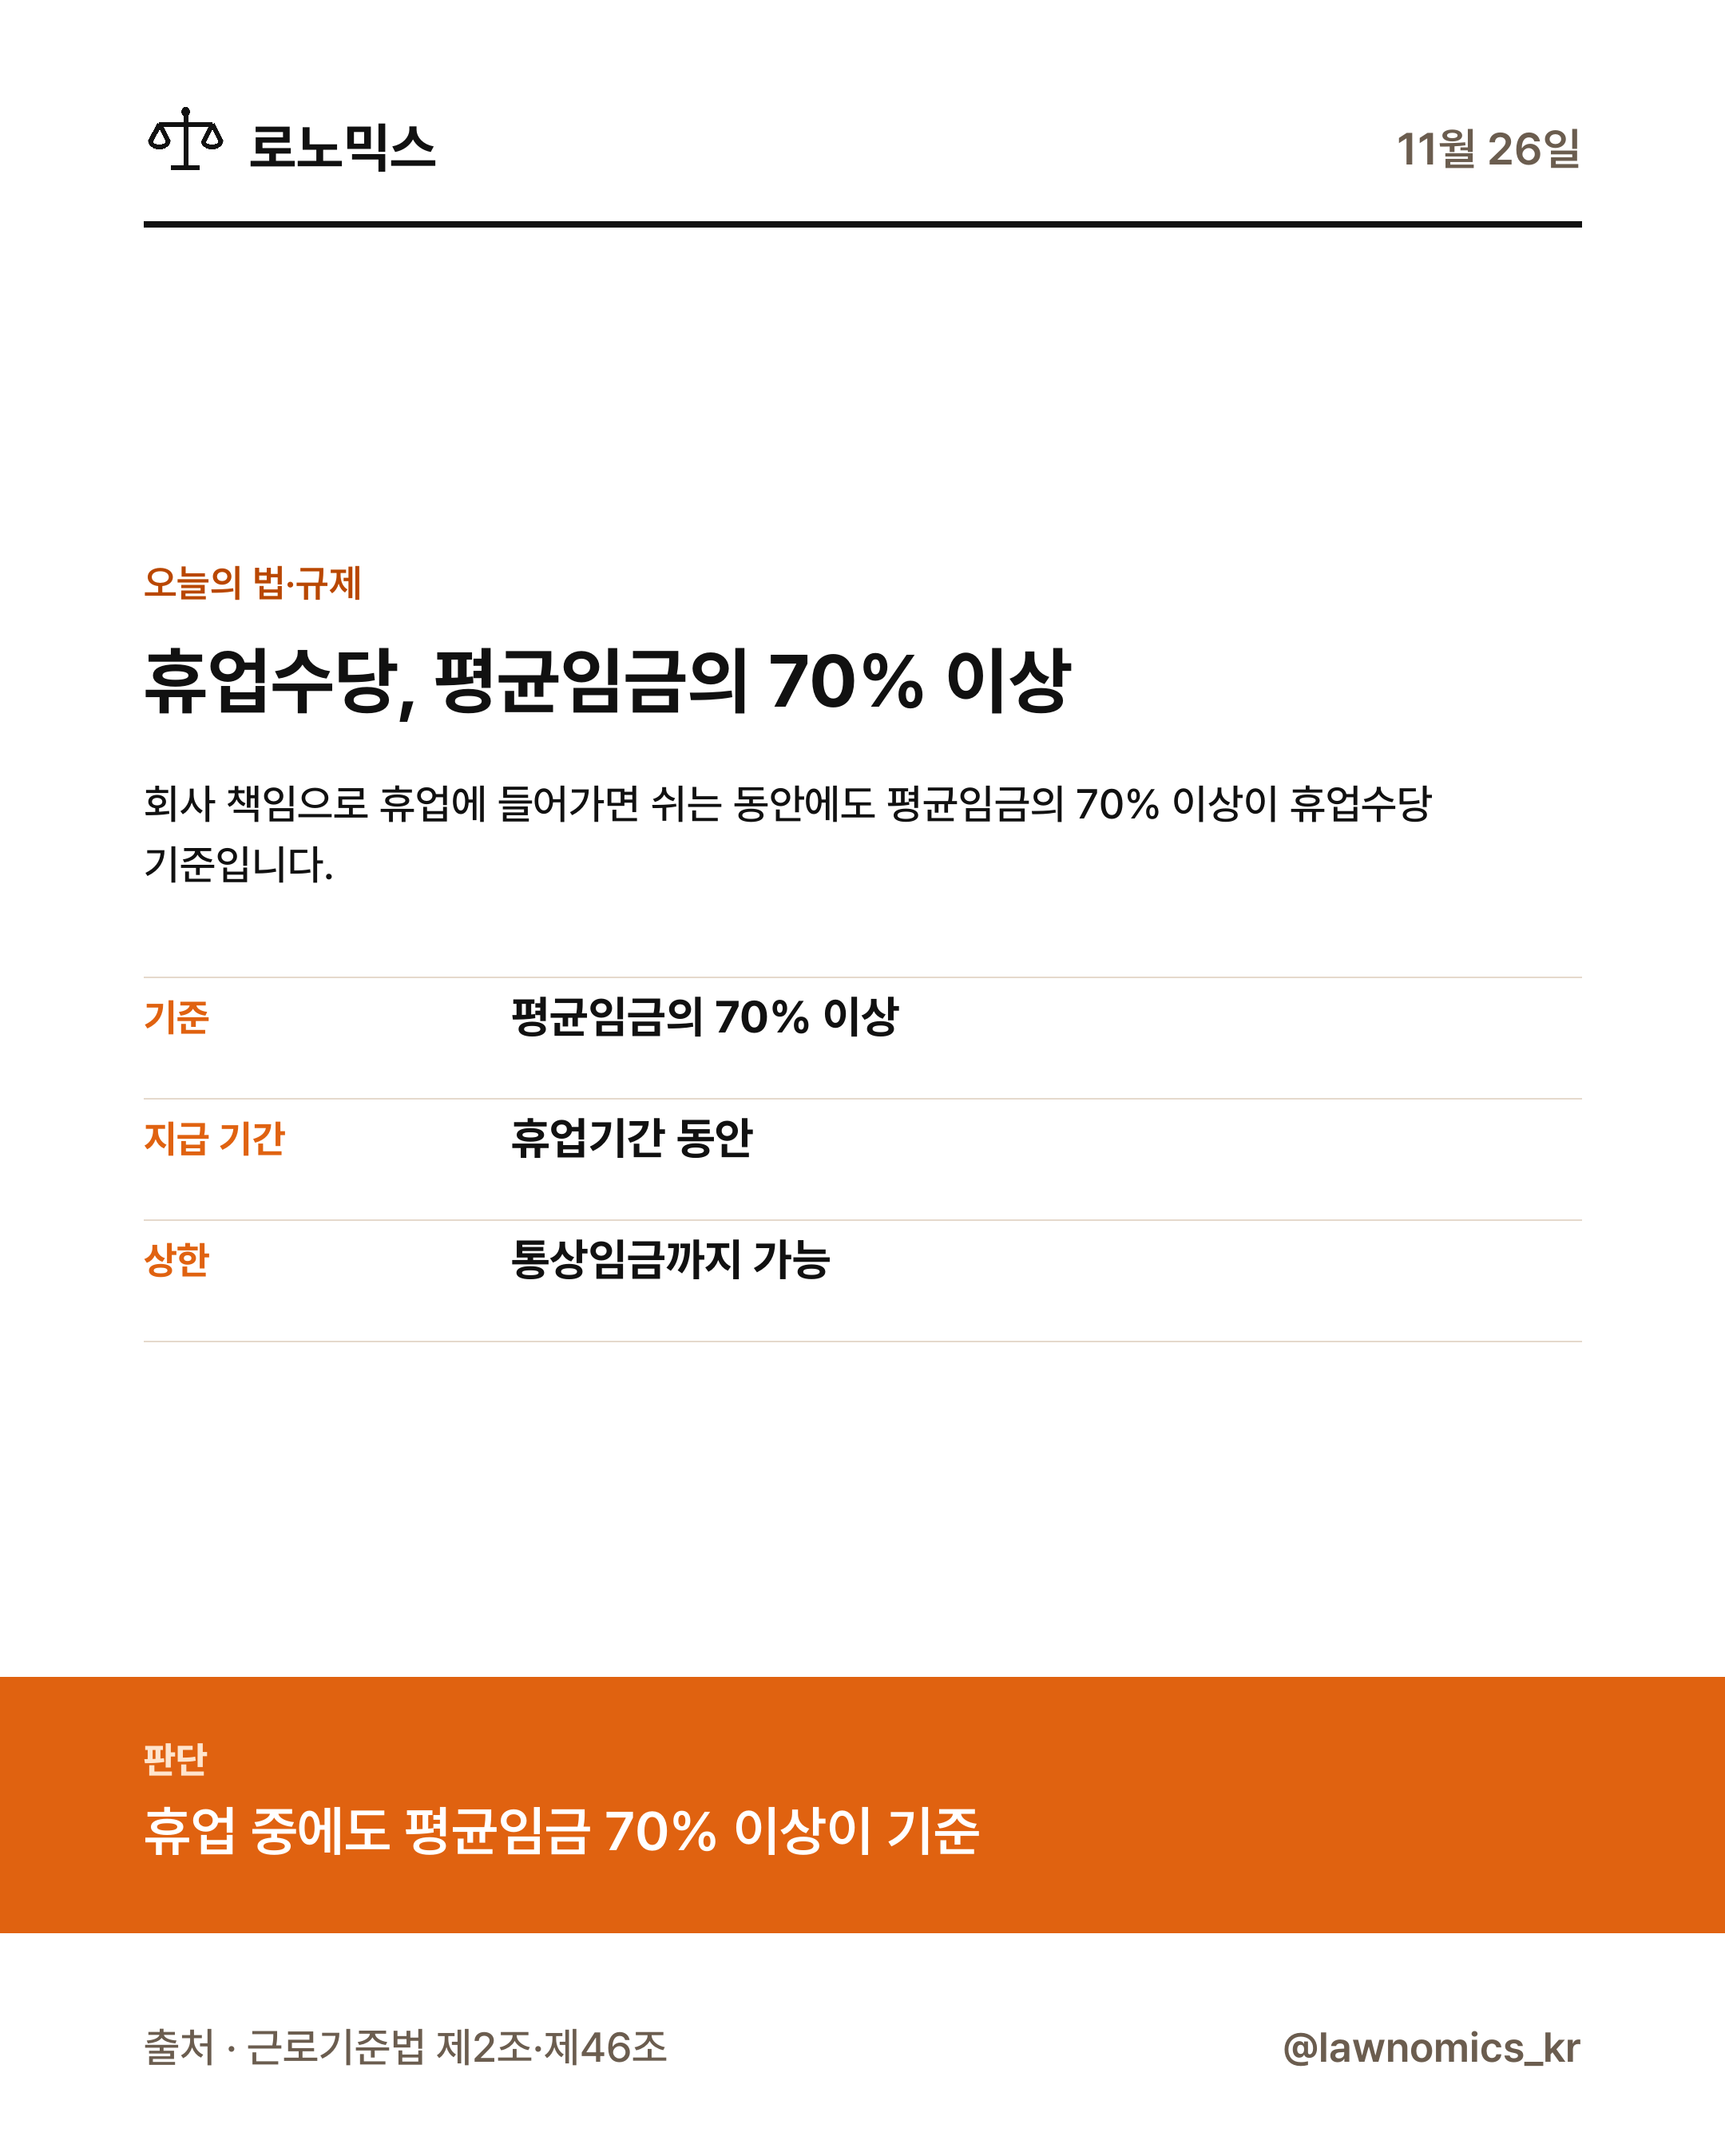 로노믹스
11월 26일
오늘의 법·규제
휴업수당, 평균임금의 70% 이상
회사 책임으로 휴업에 들어가면 쉬는 동안에도 평균임금의 70% 이상이 휴업수당
기준입니다.
기준
평균임금의 70% 이상
지급 기간
휴업기간 동안
상한
통상임금까지 가능
판단
휴업 중에도 평균임금 70% 이상이 기준
출처 · 근로기준법 제2조·제46조
@lawnomics_kr